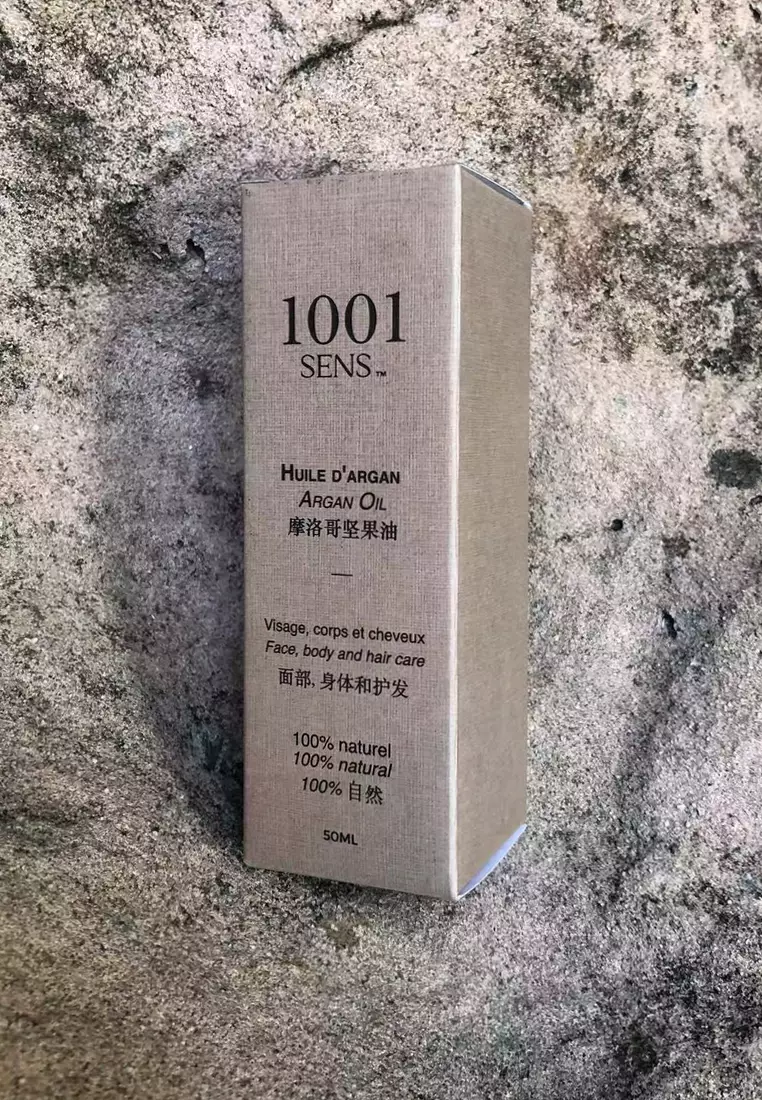 1001
SENS™
HUILE D'ARGAN
ARGAN OIL
摩洛哥坚果油
—
Visage, corps et cheveux
Face, body and hair care
面部, 身体和护发
100% naturel
100% natural
100% 自然
50ML